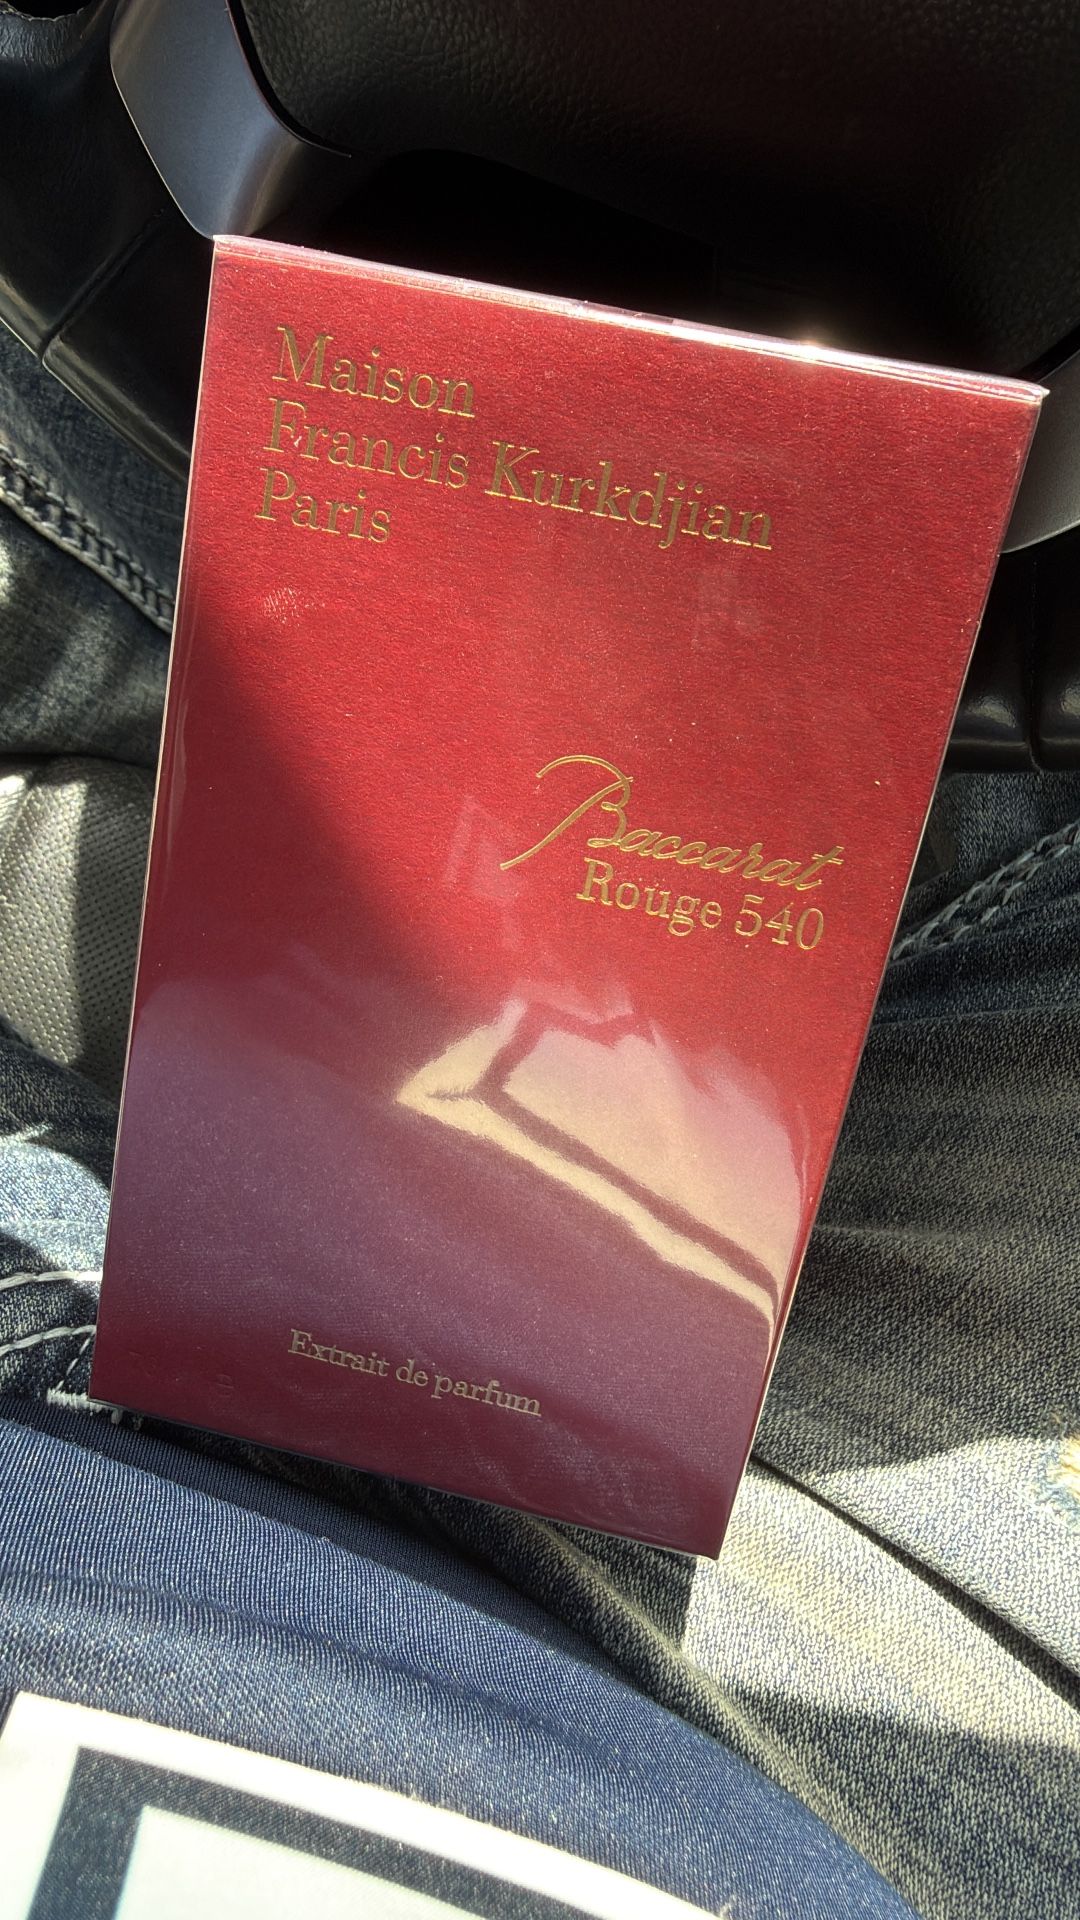 Maison
Francis Kurkdjian
Paris
Baccarat
Rouge 540
Extrait de parfum